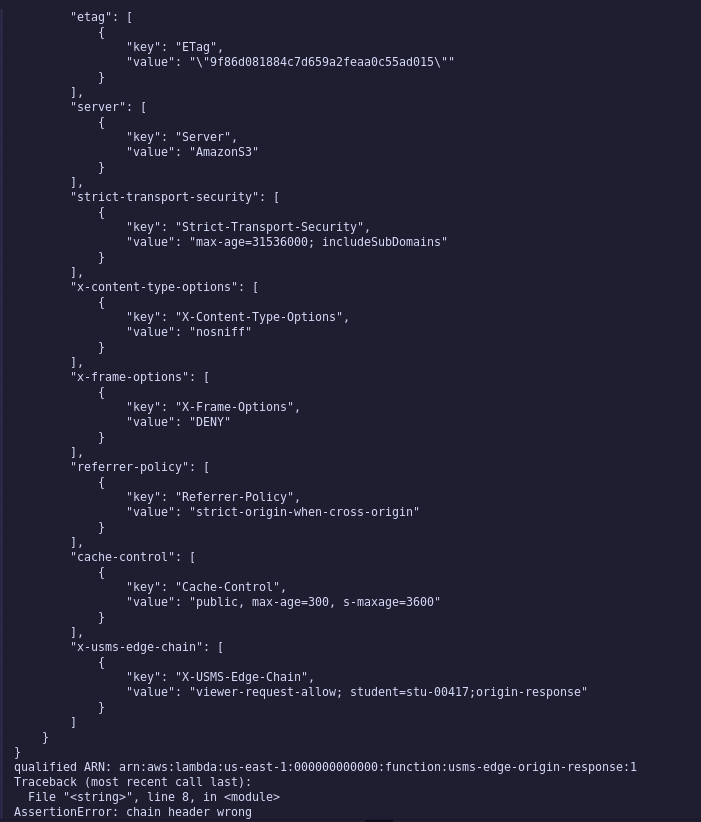 "etag": [
            {
                "key": "ETag",
                "value": "\"9f86d081884c7d659a2feaa0c55ad015\""
            }
        ],
        "server": [
            {
                "key": "Server",
                "value": "AmazonS3"
            }
        ],
        "strict-transport-security": [
            {
                "key": "Strict-Transport-Security",
                "value": "max-age=31536000; includeSubDomains"
            }
        ],
        "x-content-type-options": [
            {
                "key": "X-Content-Type-Options",
                "value": "nosniff"
            }
        ],
        "x-frame-options": [
            {
                "key": "X-Frame-Options",
                "value": "DENY"
            }
        ],
        "referrer-policy": [
            {
                "key": "Referrer-Policy",
                "value": "strict-origin-when-cross-origin"
            }
        ],
        "cache-control": [
            {
                "key": "Cache-Control",
                "value": "public, max-age=300, s-maxage=3600"
            }
        ],
        "x-usms-edge-chain": [
            {
                "key": "X-USMS-Edge-Chain",
                "value": "viewer-request-allow; student=stu-00417;origin-response"
            }
        ]
    }
}
qualified ARN: arn:aws:lambda:us-east-1:000000000000:function:usms-edge-origin-response:1
Traceback (most recent call last):
  File "<string>", line 8, in <module>
AssertionError: chain header wrong